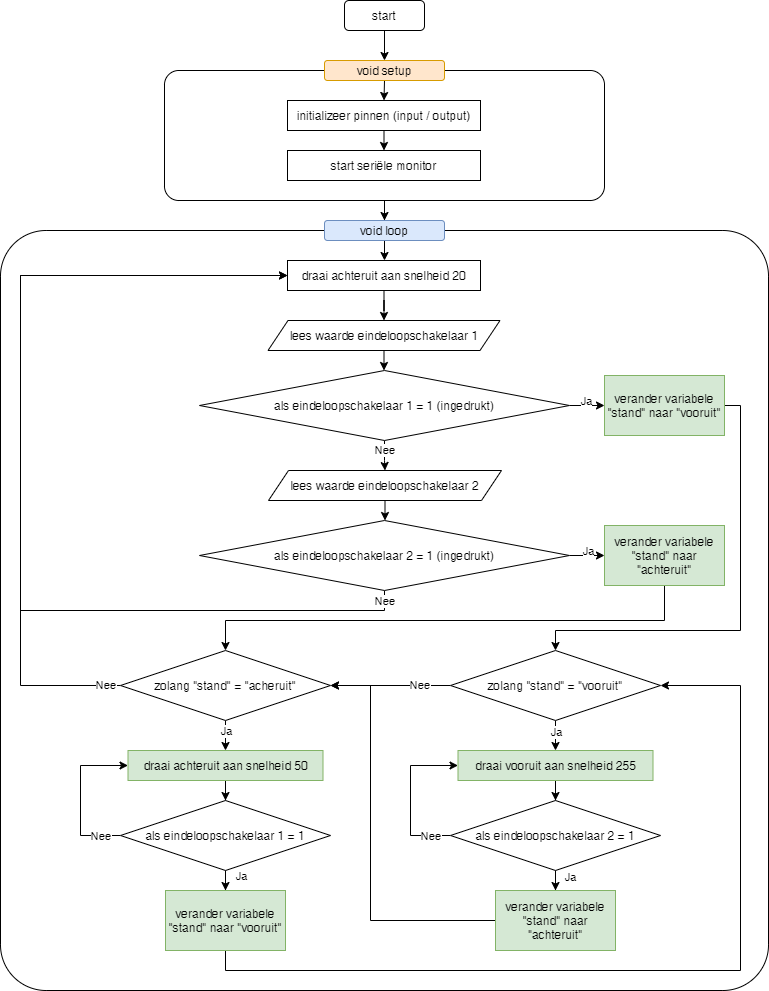 start
void setup
initializeer pinnen (input / output)
start seriële monitor
void loop
draai achteruit aan snelheid 20
lees waarde eindeloopschakelaar 1
als eindeloopschakelaar 1 = 1 (ingedrukt)
Ja
verander variabele
"stand" naar "vooruit"
Nee
lees waarde eindeloopschakelaar 2
als eindeloopschakelaar 2 = 1 (ingedrukt)
Ja
verander variabele
"stand" naar
"achteruit"
Nee
Nee
zolang "stand" = "acheruit"
Nee
zolang "stand" = "vooruit"
Ja
Ja
draai achteruit aan snelheid 50
draai vooruit aan snelheid 255
Nee
als eindeloopschakelaar 1 = 1
Nee
als eindeloopschakelaar 2 = 1
Ja
Ja
verander variabele
"stand" naar "vooruit"
verander variabele
"stand" naar
"achteruit"